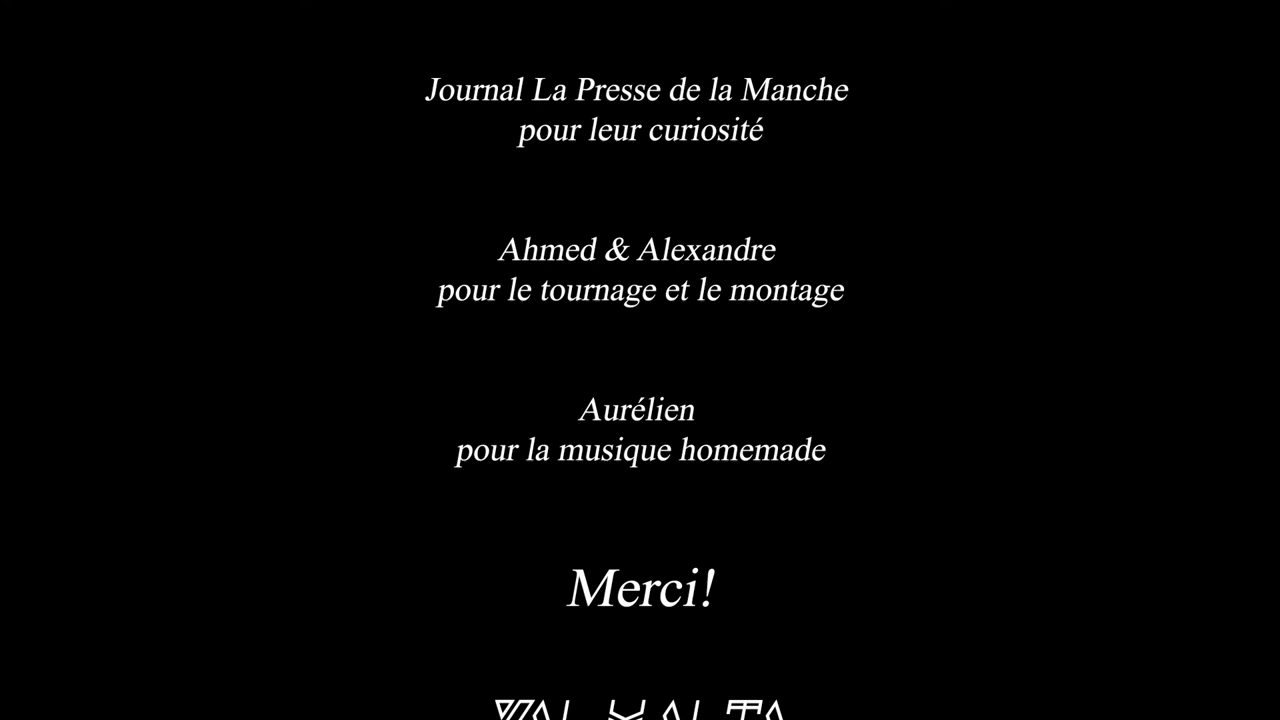 Journal La Presse de la Manche
pour leur curiosité
Ahmed & Alexandre
pour le tournage et le montage
Aurélien
pour la musique homemade
Merci!